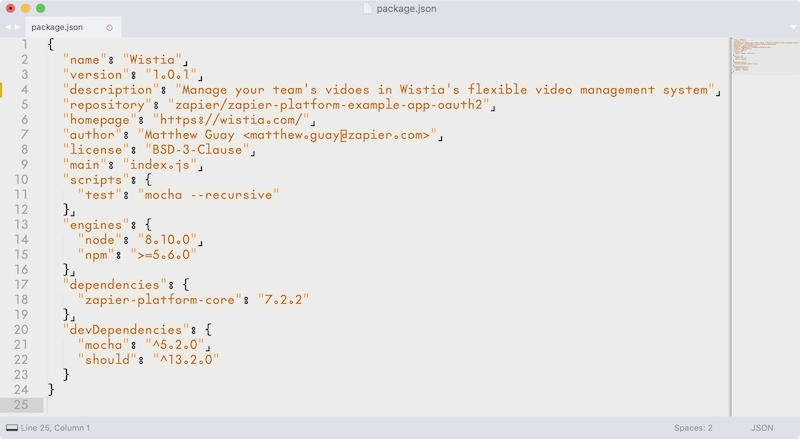 package.json
package.json
1 {
2 "name": "Wistia",
3 "version": "1.0.1",
4 "description": "Manage your team's vidoes in Wistia's flexible video management system",
5 "repository": "zapier/zapier-platform-example-app-oauth2",
6 "homepage": "https://wistia.com/",
7 "author": "Matthew Guay <matthew.guay@zapier.com>",
8 "license": "BSD-3-Clause",
9 "main": "index.js",
10 "scripts": {
11 "test": "mocha --recursive"
12 },
13 "engines": {
14 "node": "8.10.0",
15 "npm": ">=5.6.0"
16 },
17 "dependencies": {
18 "zapier-platform-core": "7.2.2"
19 },
20 "devDependencies": {
21 "mocha": "^5.2.0",
22 "should": "^13.2.0"
23 }
24 }
25
Line 25, Column 1 Spaces: 2 JSON